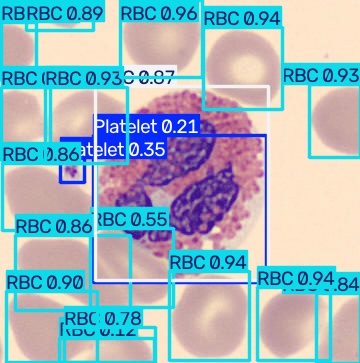 RBC 0.89
RBC 0.96
RBC 0.94
RBC 0.93
0.87
RBC 0.93
Platelet 0.21
RBC 0.86
0.35
RBC 0.86
RBC 0.55
RBC 0.94
RBC 0.90
RBC 0.94
0.84
RBC 0.78
RBC 0.12